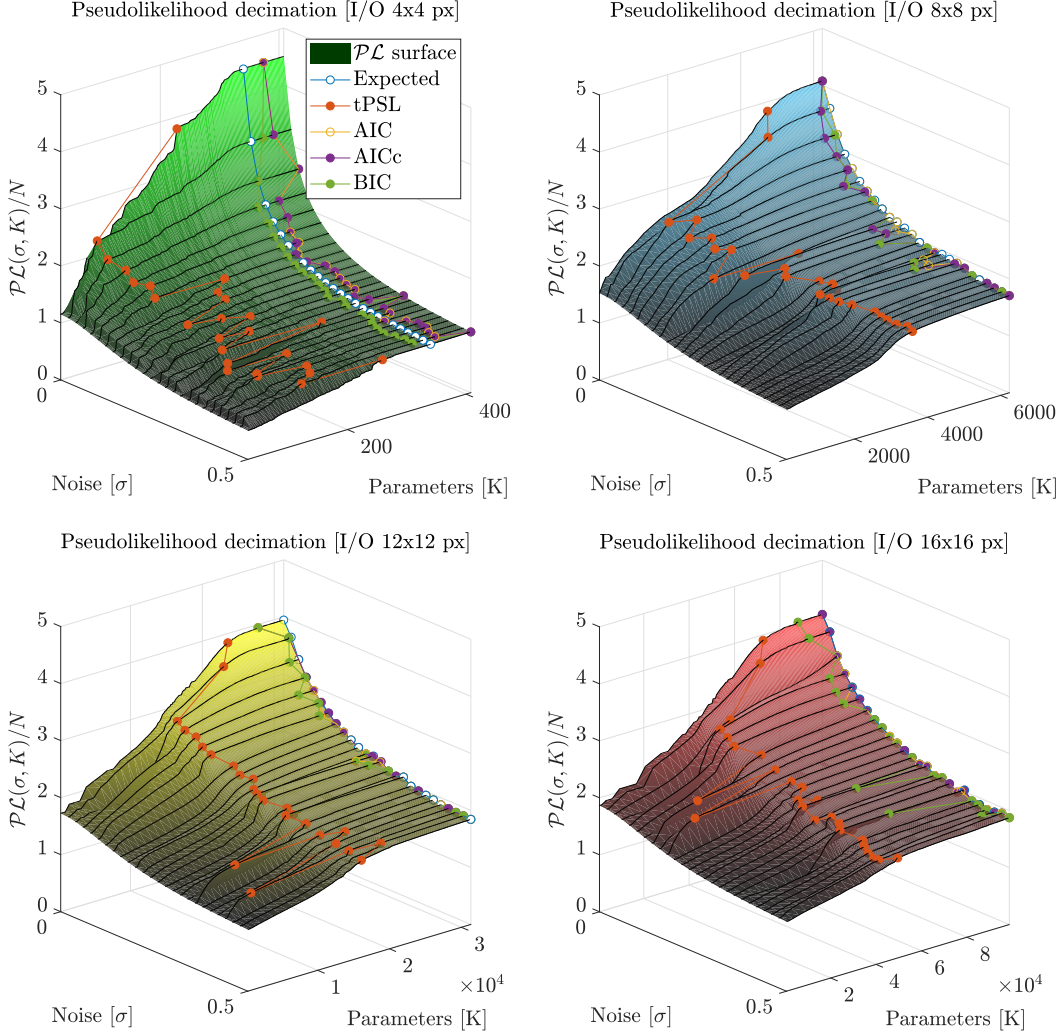 Pseudolikelihood decimation [I/O 4x4 px]
𝒫ℒ surface
Expected
tPSL
AIC
AICc
BIC
𝒫ℒ(σ, K)/N
5
4
3
2
1
0
0
0.5
Noise [σ]
200
400
Parameters [K]
Pseudolikelihood decimation [I/O 8x8 px]
𝒫ℒ(σ, K)/N
5
4
3
2
1
0
0
0.5
Noise [σ]
2000
4000
6000
Parameters [K]
Pseudolikelihood decimation [I/O 12x12 px]
𝒫ℒ(σ, K)/N
5
4
3
2
1
0
0
0.5
Noise [σ]
1
2
3
×10⁴
Parameters [K]
Pseudolikelihood decimation [I/O 16x16 px]
𝒫ℒ(σ, K)/N
5
4
3
2
1
0
0
0.5
Noise [σ]
2
4
6
8
×10⁴
Parameters [K]